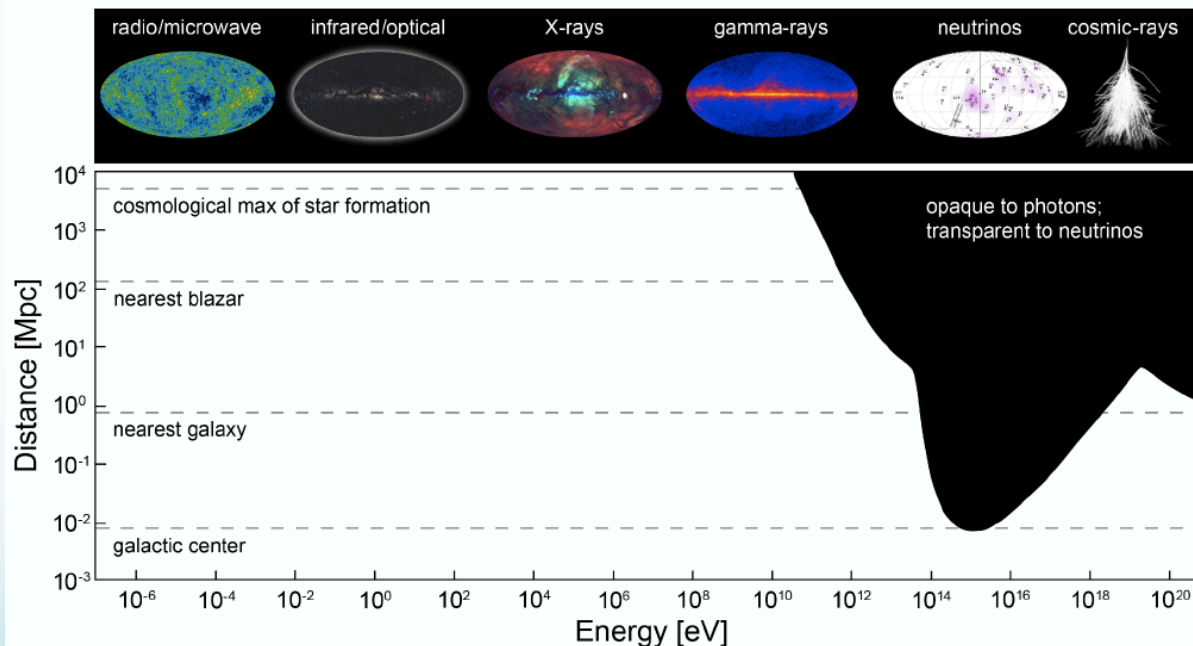 radio/microwave infrared/optical X-rays gamma-rays neutrinos cosmic-rays
10⁴
cosmological max of star formation
opaque to photons;
transparent to neutrinos
10³
10²
nearest blazar
10¹
10⁰
nearest galaxy
10⁻¹
10⁻²
galactic center
10⁻³
Distance [Mpc]
10⁻⁶ 10⁻⁴ 10⁻² 10⁰ 10² 10⁴ 10⁶ 10⁸ 10¹⁰ 10¹² 10¹⁴ 10¹⁶ 10¹⁸ 10²⁰
Energy [eV]